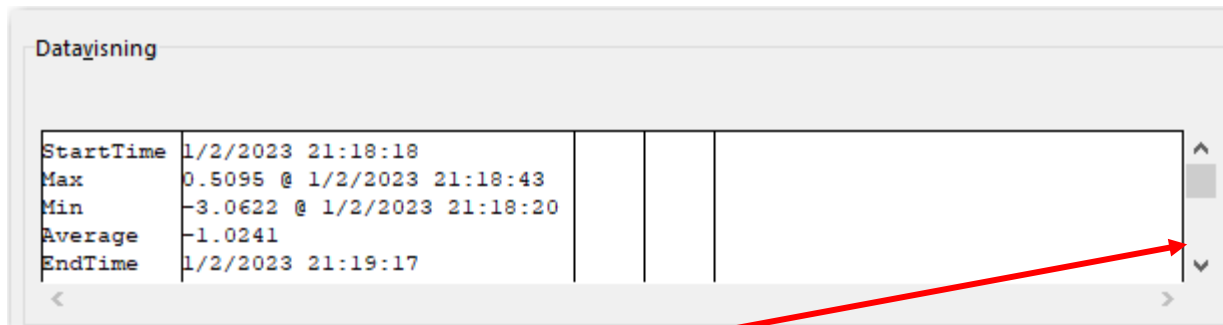 Datavisning
StartTime 1/2/2023 21:18:18
Max 0.5095 @ 1/2/2023 21:18:43
Min -3.0622 @ 1/2/2023 21:18:20
Average -1.0241
EndTime 1/2/2023 21:19:17